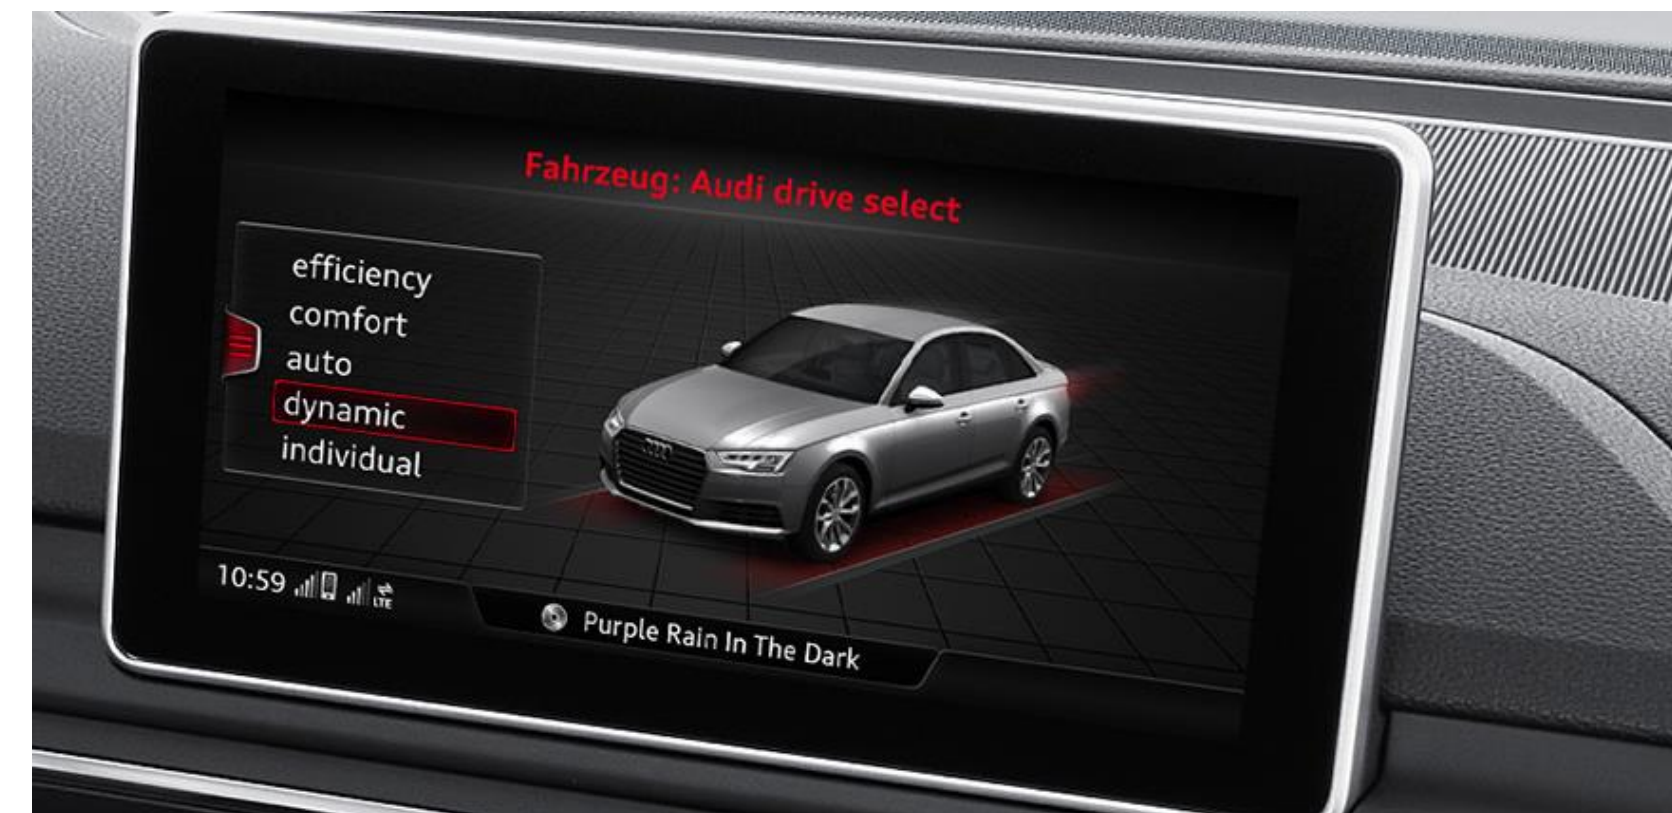 Fahrzeug: Audi drive select
efficiency
comfort
auto
dynamic
individual
10:59 LTE
Purple Rain In The Dark